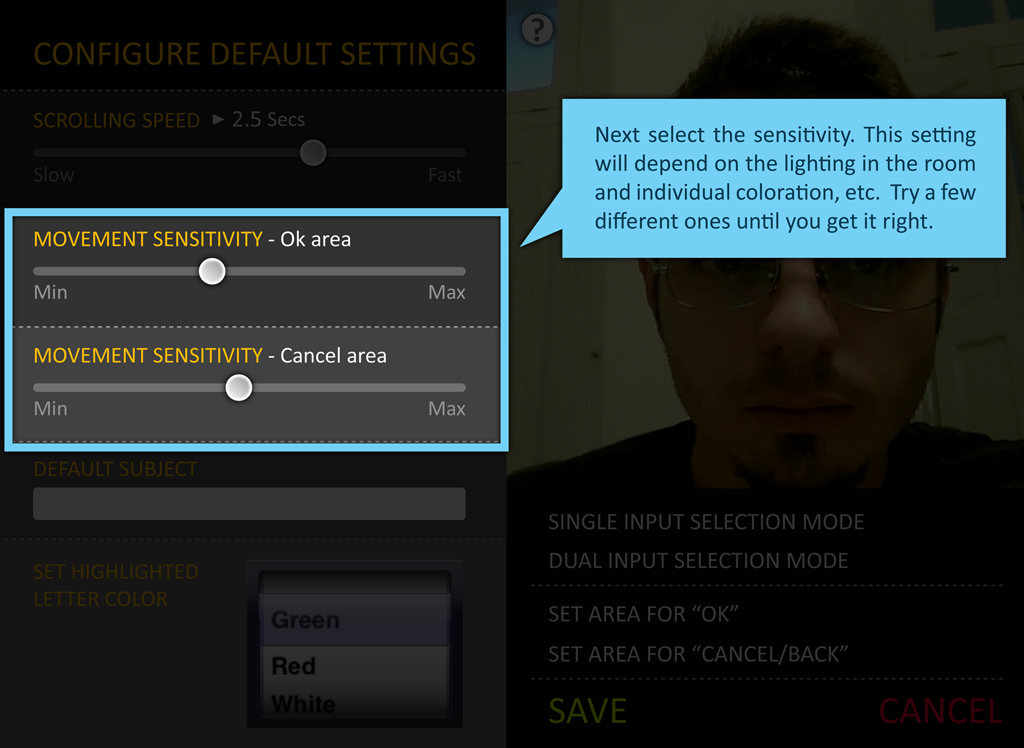 CONFIGURE DEFAULT SETTINGS
SCROLLING SPEED ▶ 2.5 Secs
Slow Fast
MOVEMENT SENSITIVITY - Ok area
Min Max
MOVEMENT SENSITIVITY - Cancel area
Min Max
DEFAULT SUBJECT
SET HIGHLIGHTED
LETTER COLOR
Green
Red
White
?
Next select the sensitivity. This setting
will depend on the lighting in the room
and individual coloration, etc. Try a few
different ones until you get it right.
SINGLE INPUT SELECTION MODE
DUAL INPUT SELECTION MODE
SET AREA FOR “OK”
SET AREA FOR “CANCEL/BACK”
SAVE CANCEL